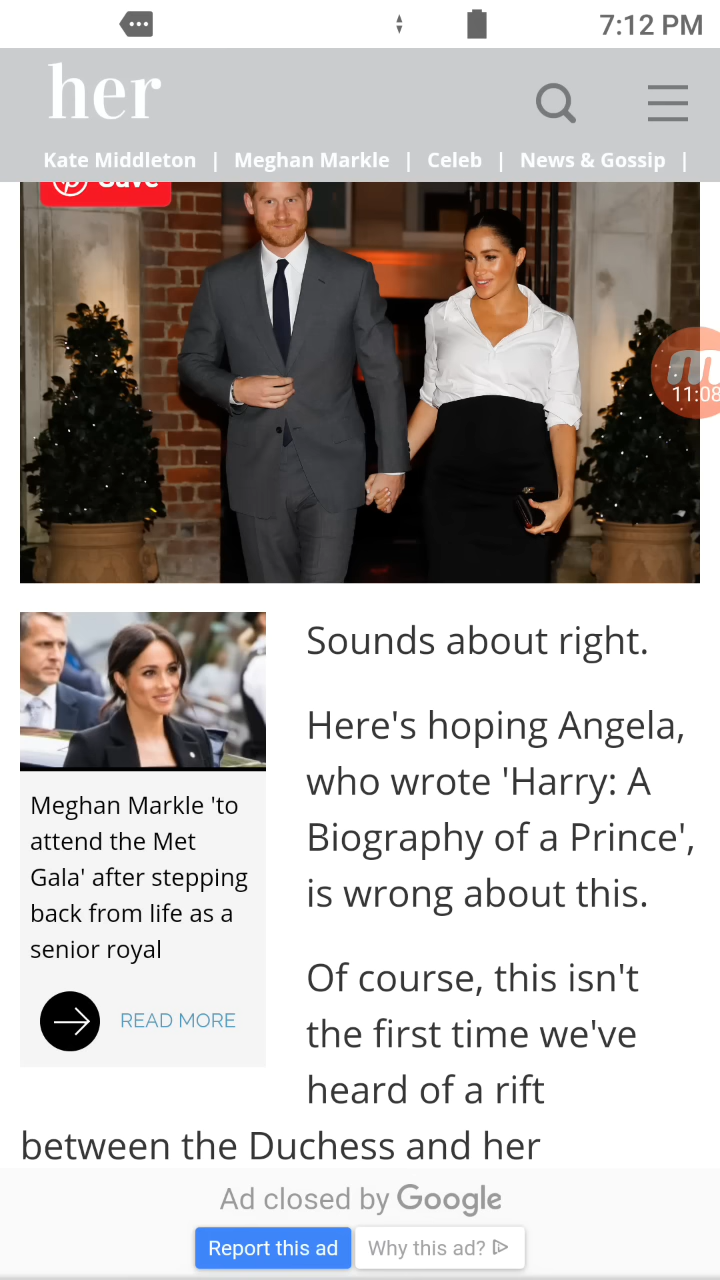 7:12 PM
her
Kate Middleton | Meghan Markle | Celeb | News & Gossip |
Save
11:08
Sounds about right.
Here's hoping Angela,
who wrote 'Harry: A
Biography of a Prince',
is wrong about this.
Of course, this isn't
the first time we've
heard of a rift
between the Duchess and her
Meghan Markle 'to
attend the Met
Gala' after stepping
back from life as a
senior royal
READ MORE
Ad closed by Google
Report this ad
Why this ad?